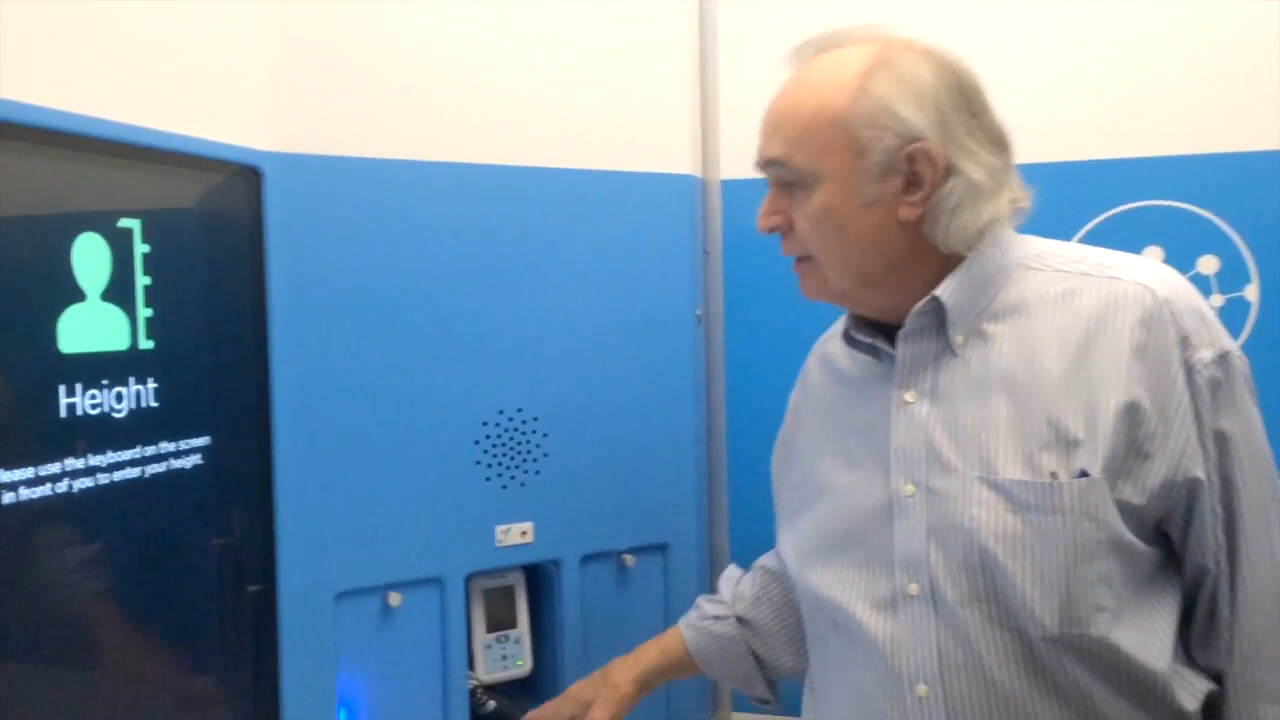 Height
lease use the keyboard on the screen
in front of you to enter your height.